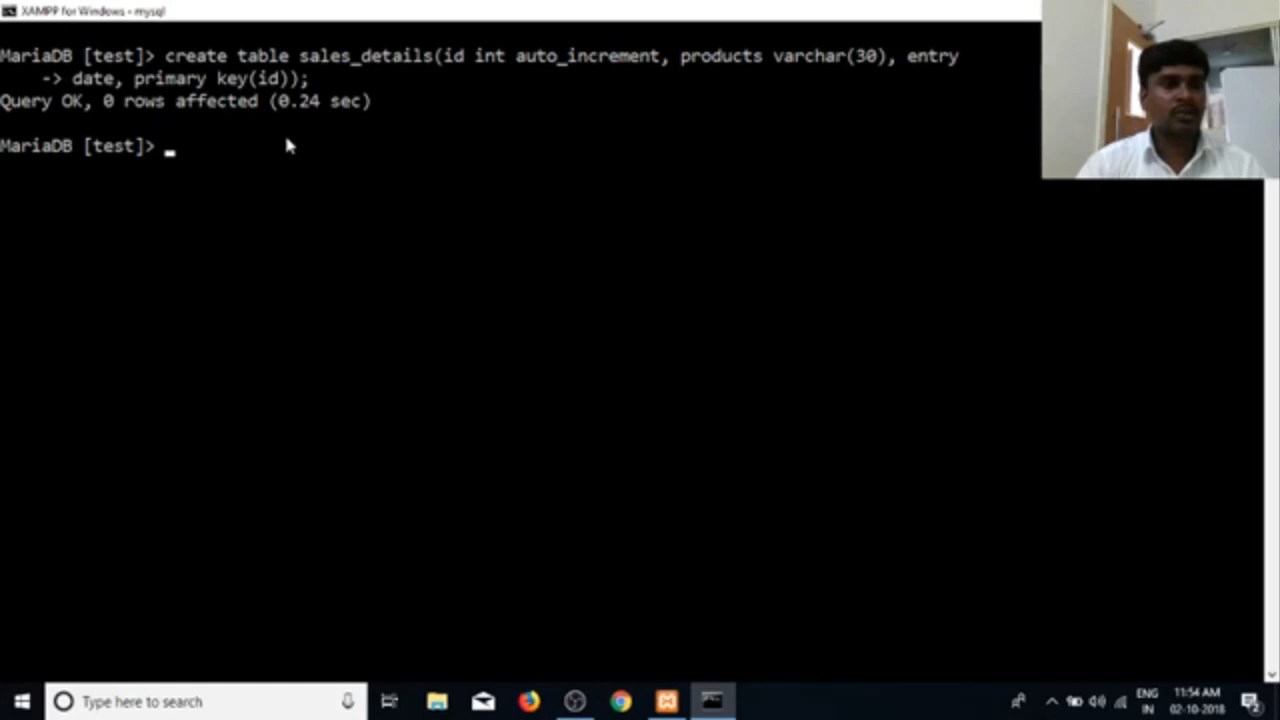 XAMPP for Windows - mysql
MariaDB [test]> create table sales_details(id int auto_increment, products varchar(30), entry
-> date, primary key(id));
Query OK, 0 rows affected (0.24 sec)
MariaDB [test]>
Type here to search
ENG
IN
11:54 AM
02-10-2018
2